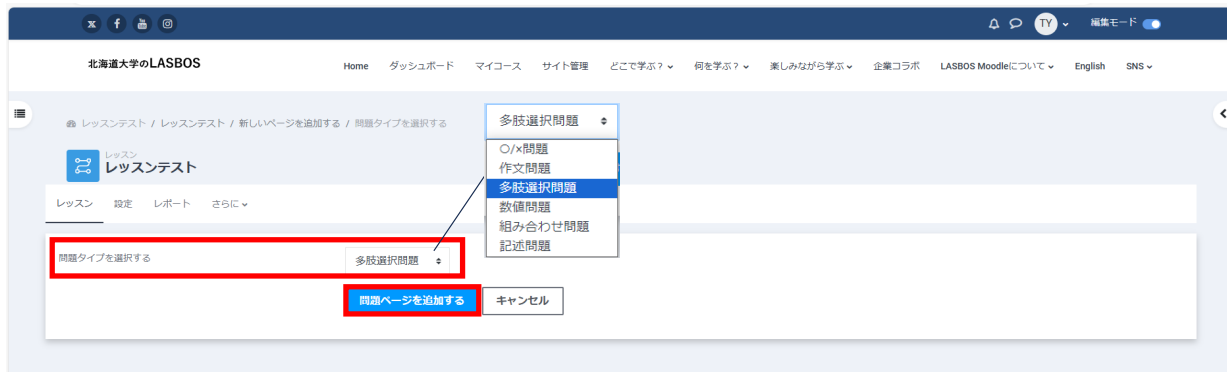 TY 編集モード
北海道大学のLASBOS
Home ダッシュボード マイコース サイト管理 どこで学ぶ？ 何を学ぶ？ 楽しみながら学ぶ 企業コラボ LASBOS Moodleについて English SNS
レッスンテスト / レッスンテスト / 新しいページを追加する / 問題タイプを選択する
レッスン
レッスンテスト
レッスン 設定 レポート さらに
多肢選択問題
〇/×問題
作文問題
多肢選択問題
数値問題
組み合わせ問題
記述問題
問題タイプを選択する 多肢選択問題
問題ページを追加する キャンセル